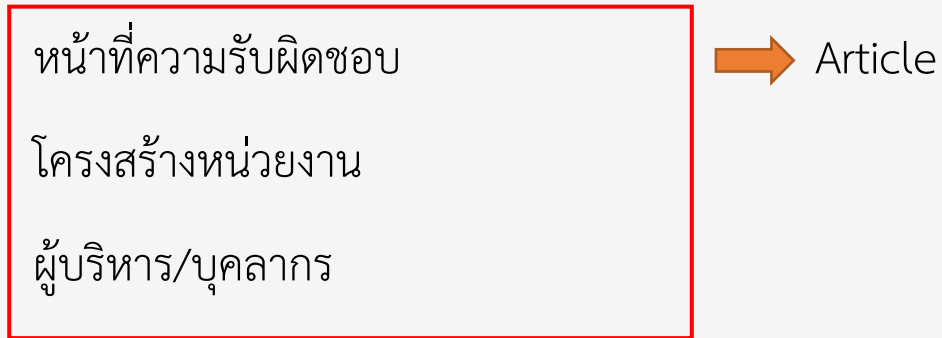 หน้าที่ความรับผิดชอบ
Article
โครงสร้างหน่วยงาน
ผู้บริหาร/บุคลากร